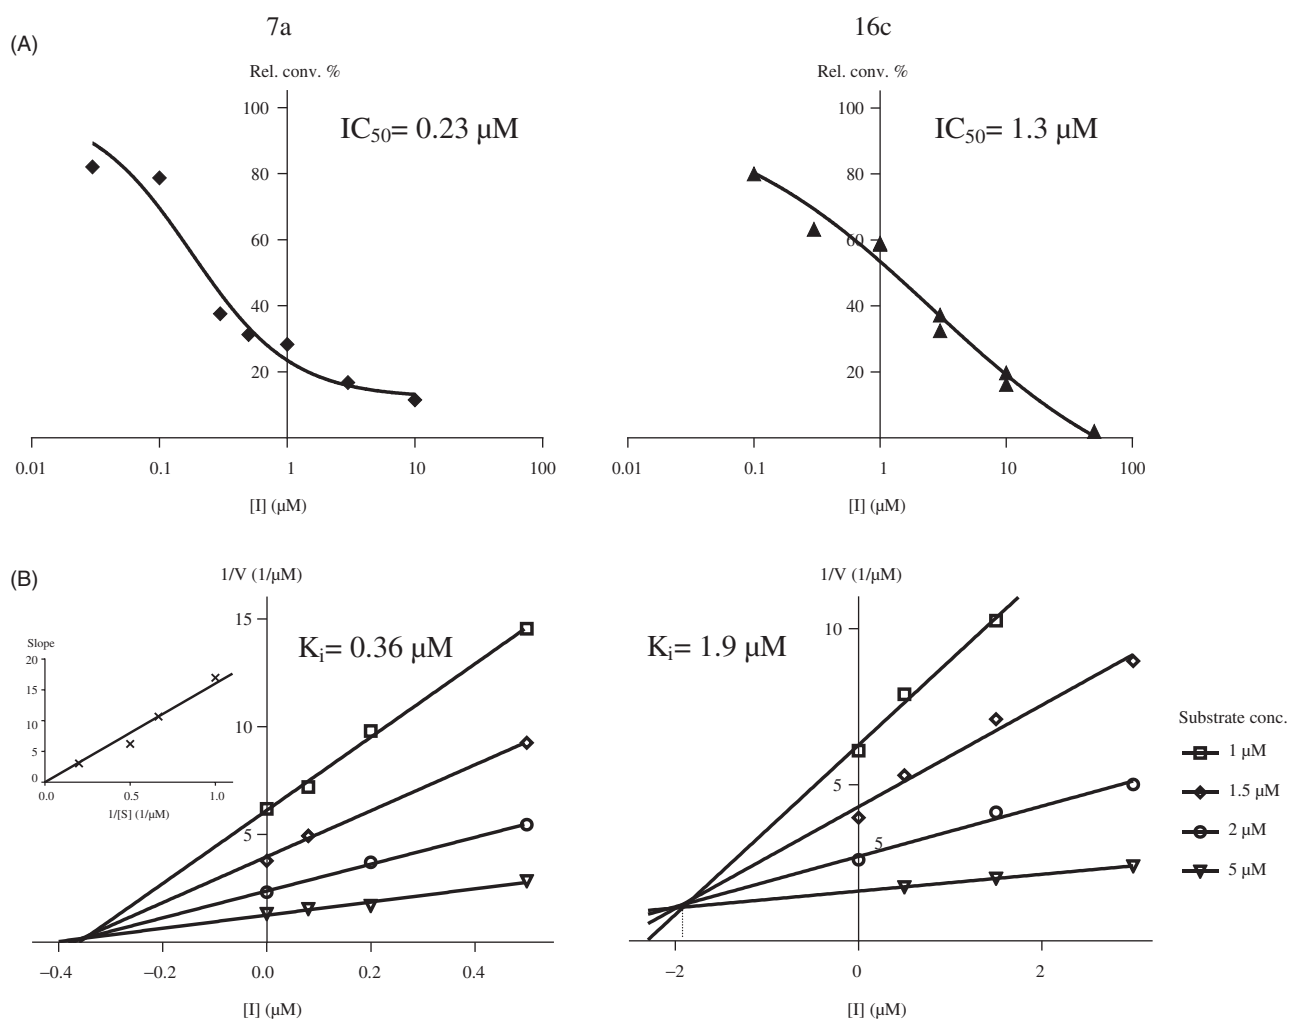 7a
16c
(A)
Rel. conv. %
Rel. conv. %
IC50= 0.23 µM
IC50= 1.3 µM
100
80
60
40
20
100
80
60
40
20
0.01
0.1
1
10
100
0.01
0.1
1
10
100
[I] (µM)
[I] (µM)
(B)
1/V (1/µM)
1/V (1/µM)
15
10
5
Ki= 0.36 µM
Ki= 1.9 µM
10
5
5
Slope
20
15
10
5
0
0.0
0.5
1.0
1/[S] (1/µM)
Substrate conc.
1 µM
1.5 µM
2 µM
5 µM
−0.4
−0.2
0.0
0.2
0.4
−2
0
2
[I] (µM)
[I] (µM)